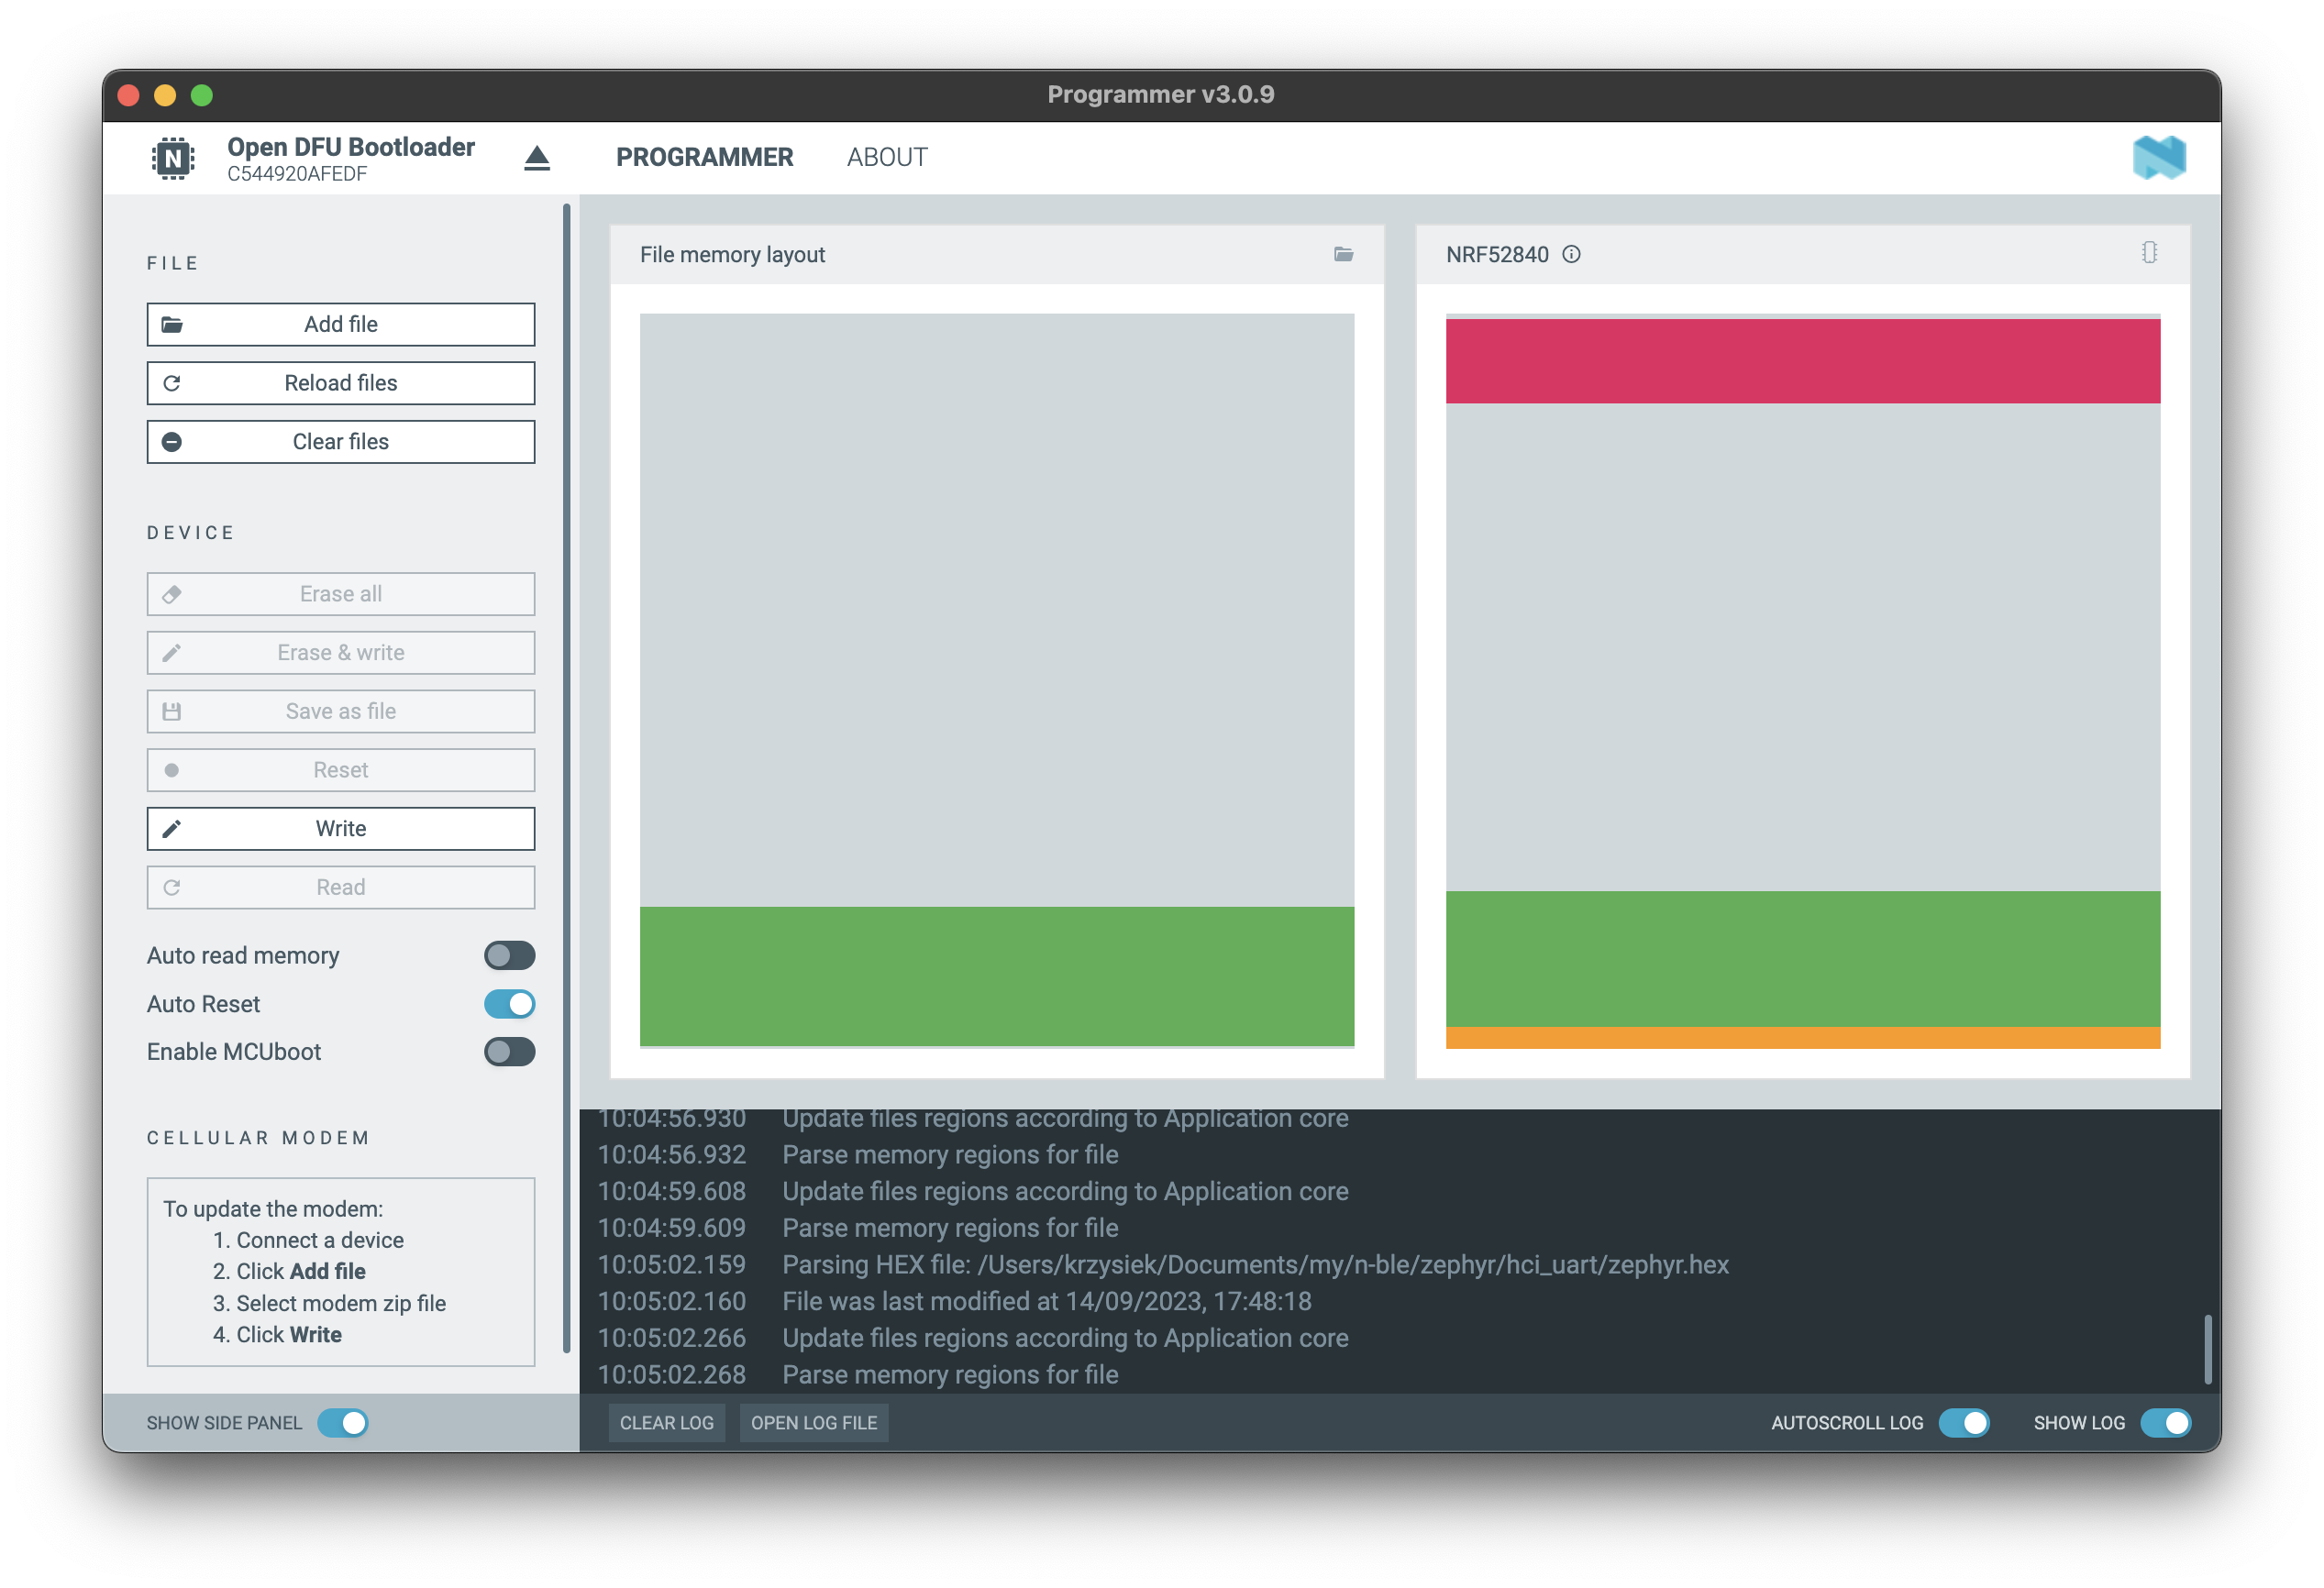 Programmer v3.0.9
N
Open DFU Bootloader
C544920AFEDF
PROGRAMMER
ABOUT
FILE
Add file
Reload files
Clear files
DEVICE
Erase all
Erase & write
Save as file
Reset
Write
Read
Auto read memory
Auto Reset
Enable MCUboot
CELLULAR MODEM
To update the modem:
1. Connect a device
2. Click Add file
3. Select modem zip file
4. Click Write
SHOW SIDE PANEL
File memory layout
NRF52840
10:04:56.930 Update files regions according to Application core
10:04:56.932 Parse memory regions for file
10:04:59.608 Update files regions according to Application core
10:04:59.609 Parse memory regions for file
10:05:02.159 Parsing HEX file: /Users/krzysiek/Documents/my/n-ble/zephyr/hci_uart/zephyr.hex
10:05:02.160 File was last modified at 14/09/2023, 17:48:18
10:05:02.266 Update files regions according to Application core
10:05:02.268 Parse memory regions for file
CLEAR LOG
OPEN LOG FILE
AUTOSCROLL LOG
SHOW LOG